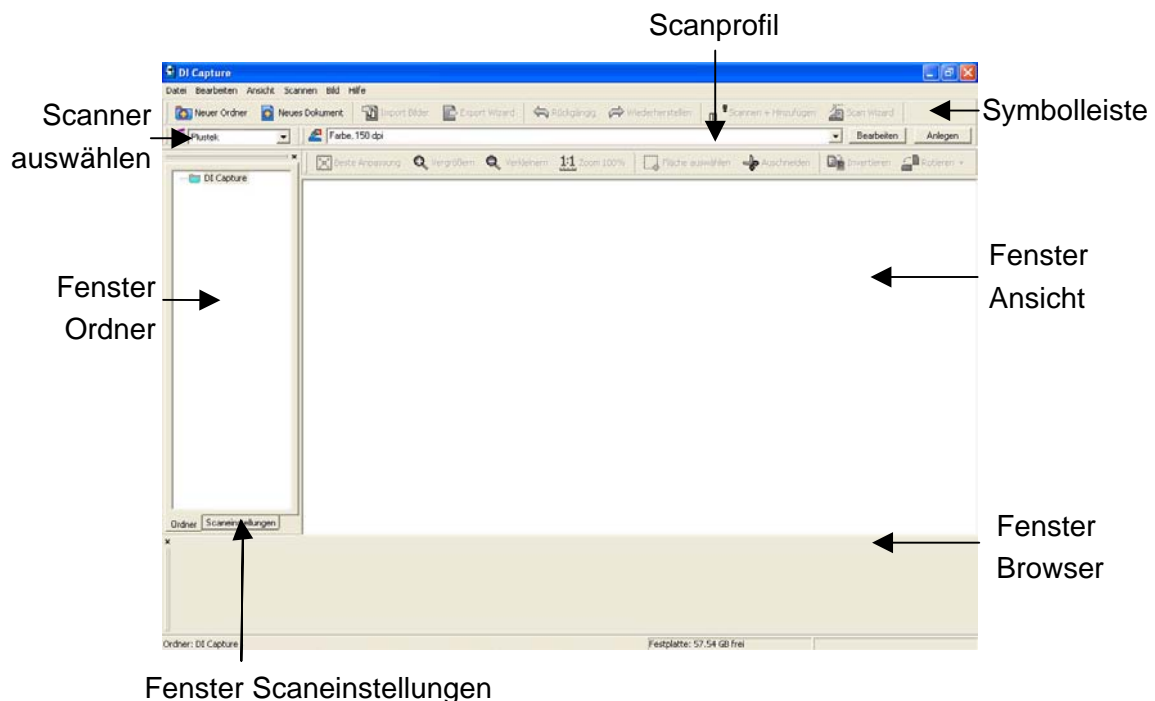 Scanprofil
DI Capture
Datei Bearbeiten Ansicht Scannen Bild Hilfe
Neuer Ordner Neues Dokument Import Bilder Export Wizard Rückgängig Wiederherstellen Scannen + Hinzufügen Scan Wizard
Symbolleiste
Scanner
auswählen
Plustek
Farbe, 150 dpi
Bearbeiten Anlegen
Beste Anpassung Vergrößern Verkleinern 1:1 Zoom 100% Fläche auswählen Auschneiden Invertieren Rotieren
DI Capture
Fenster
Ansicht
Fenster
Ordner
Ordner Scaneinstellungen
Fenster
Browser
Ordner: DI Capture
Festplatte: 57.54 GB frei
Fenster Scaneinstellungen